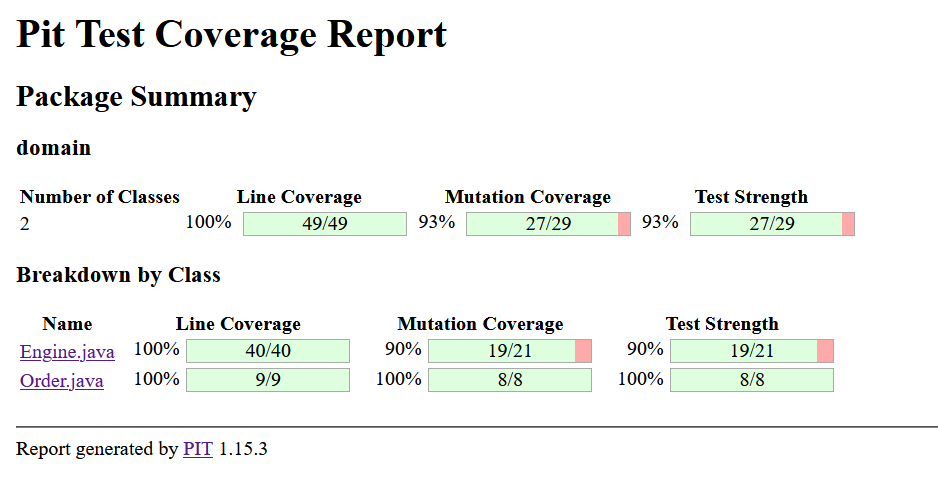 Pit Test Coverage Report
Package Summary
domain
Number of Classes Line Coverage Mutation Coverage Test Strength
2 100% 49/49 93% 27/29 93% 27/29
Breakdown by Class
Name Line Coverage Mutation Coverage Test Strength
Engine.java 100% 40/40 90% 19/21 90% 19/21
Order.java 100% 9/9 100% 8/8 100% 8/8
Report generated by PIT 1.15.3